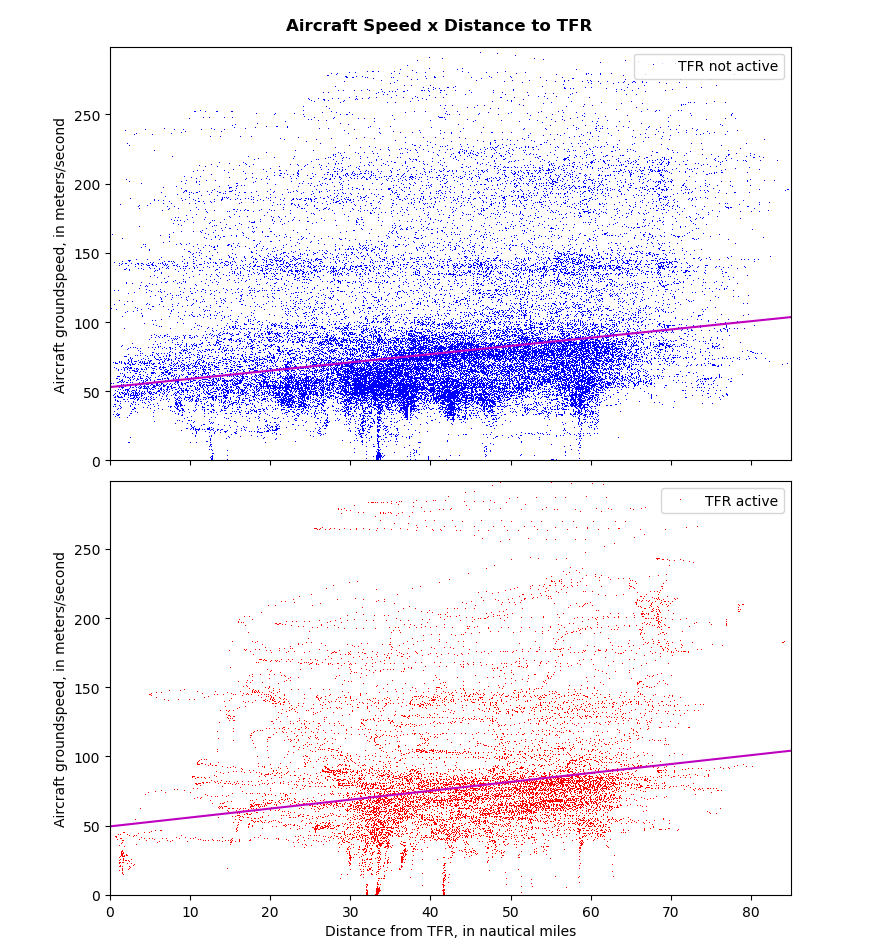 Aircraft Speed x Distance to TFR
TFR not active
Aircraft groundspeed, in meters/second
250
200
150
100
50
0
TFR active
Aircraft groundspeed, in meters/second
250
200
150
100
50
0
0 10 20 30 40 50 60 70 80
Distance from TFR, in nautical miles